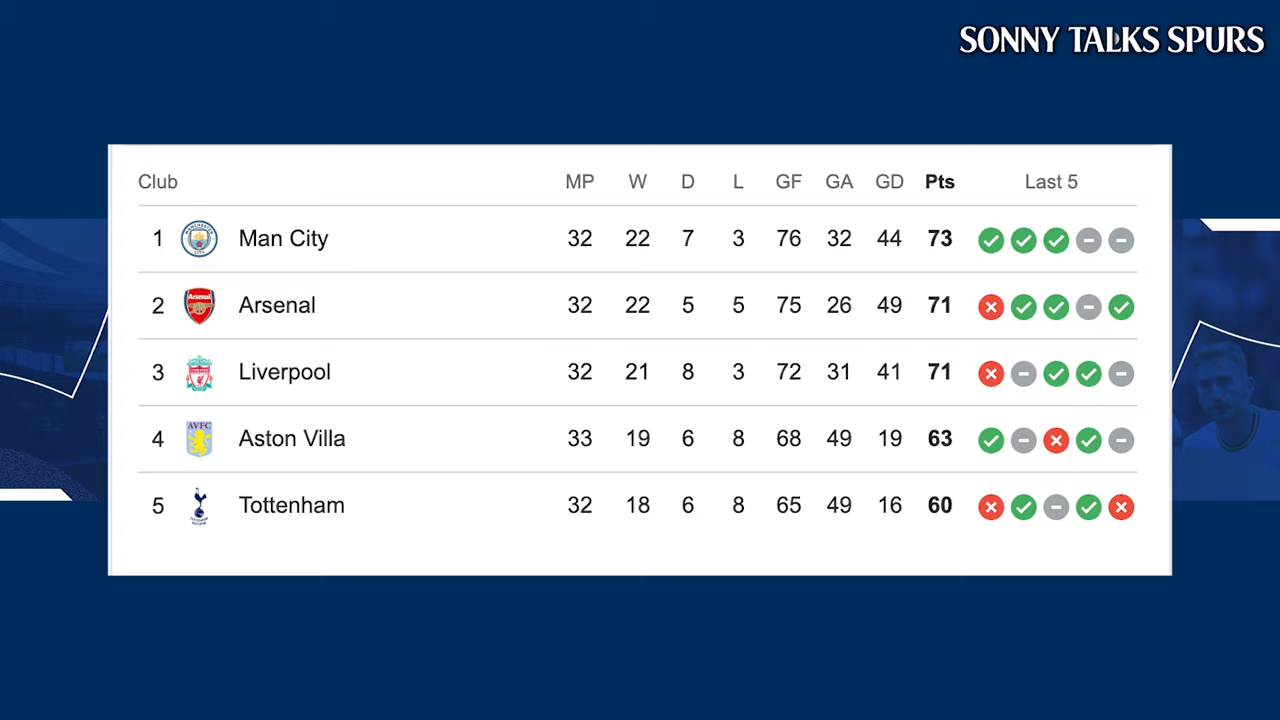 SONNY TALKS SPURS
Club MP W D L GF GA GD Pts Last 5
1 Man City 32 22 7 3 76 32 44 73
2 Arsenal 32 22 5 5 75 26 49 71
3 Liverpool 32 21 8 3 72 31 41 71
4 AVFC Aston Villa 33 19 6 8 68 49 19 63
5 Tottenham 32 18 6 8 65 49 16 60